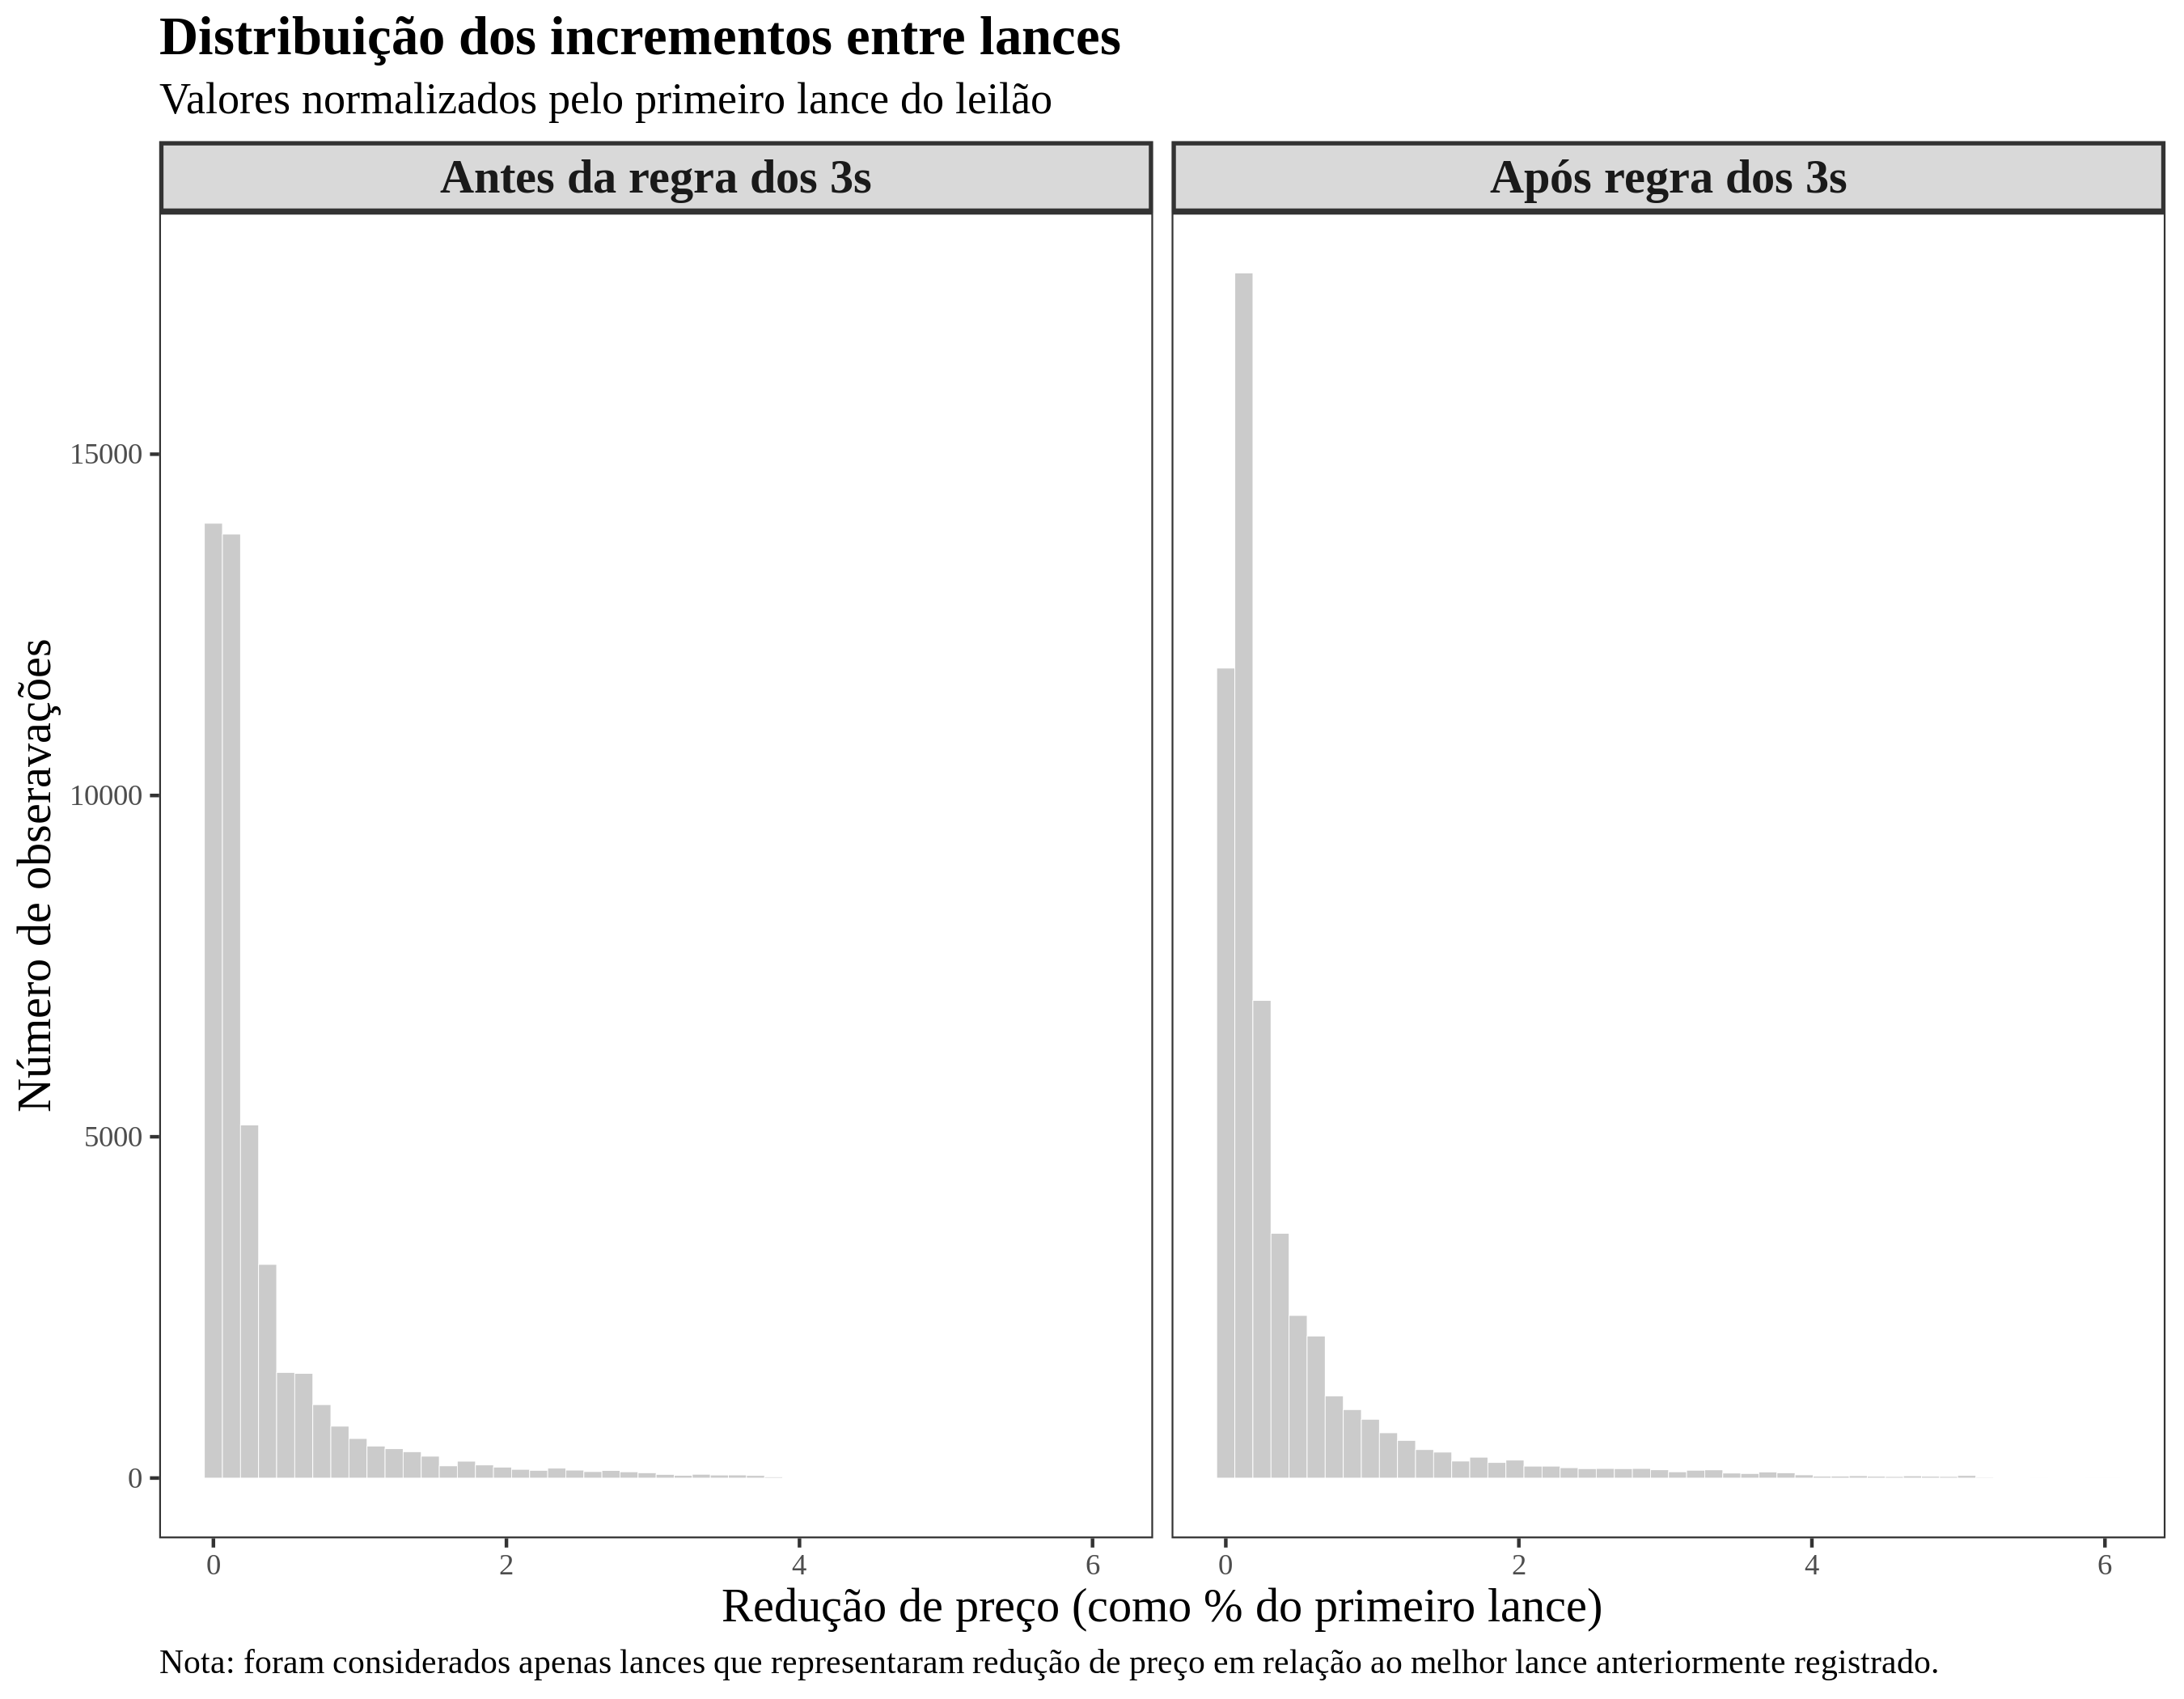 Distribuição dos incrementos entre lances
Valores normalizados pelo primeiro lance do leilão
Antes da regra dos 3s
Após regra dos 3s
Número de obseravações
15000
10000
5000
0
0 2 4 6
0 2 4 6
Redução de preço (como % do primeiro lance)
Nota: foram considerados apenas lances que representaram redução de preço em relação ao melhor lance anteriormente registrado.